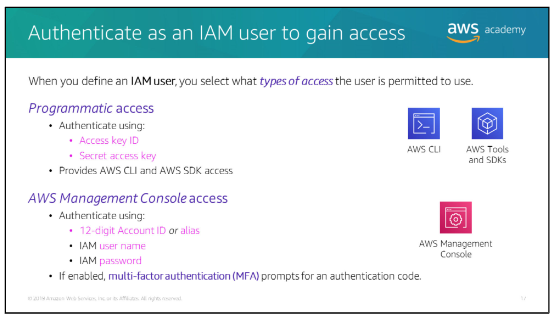 Authenticate as an IAM user to gain access
aws academy
When you define an IAM user, you select what types of access the user is permitted to use.
Programmatic access
• Authenticate using:
• Access key ID
• Secret access key
• Provides AWS CLI and AWS SDK access
AWS CLI
AWS Tools
and SDKs
AWS Management Console access
• Authenticate using:
• 12-digit Account ID or alias
• IAM user name
• IAM password
• If enabled, multi-factor authentication (MFA) prompts for an authentication code.
AWS Management
Console
© 2019 Amazon Web Services, Inc. or its Affiliates. All rights reserved.
17